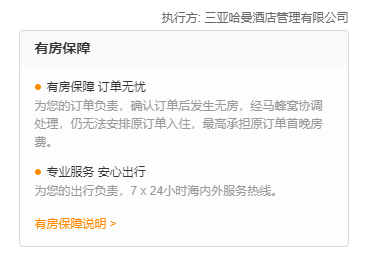 执行方: 三亚哈曼酒店管理有限公司
有房保障
有房保障 订单无忧
为您的订单负责，确认订单后发生无房，经马蜂窝协调
处理，仍无法安排原订单入住，最高承担原订单首晚房
费。
专业服务 安心出行
为您的出行负责，7 x 24小时海内外服务热线。
有房保障说明 >